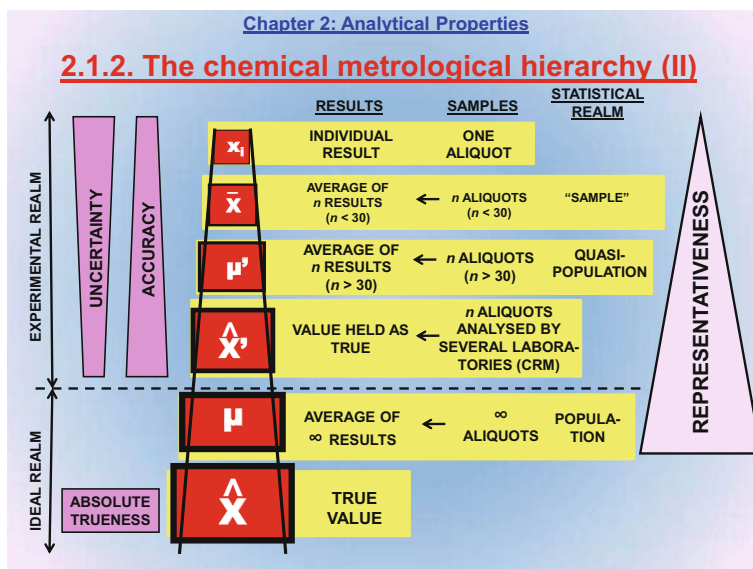 Chapter 2: Analytical Properties
2.1.2. The chemical metrological hierarchy (II)
RESULTS
SAMPLES
STATISTICAL
REALM
EXPERIMENTAL REALM
UNCERTAINTY
ACCURACY
xi
INDIVIDUAL
RESULT
ONE
ALIQUOT
x̄
AVERAGE OF
n RESULTS
(n < 30)
←
n ALIQUOTS
(n < 30)
“SAMPLE”
μ’
AVERAGE OF
n RESULTS
(n > 30)
←
n ALIQUOTS
(n > 30)
QUASI-
POPULATION
X̂’
VALUE HELD AS
TRUE
←
n ALIQUOTS
ANALYSED BY
SEVERAL LABORA-
TORIES (CRM)
REPRESENTATIVENESS
IDEAL REALM
μ
AVERAGE OF
∞ RESULTS
←
∞
ALIQUOTS
POPULA-
TION
ABSOLUTE
TRUENESS
X̂
TRUE
VALUE